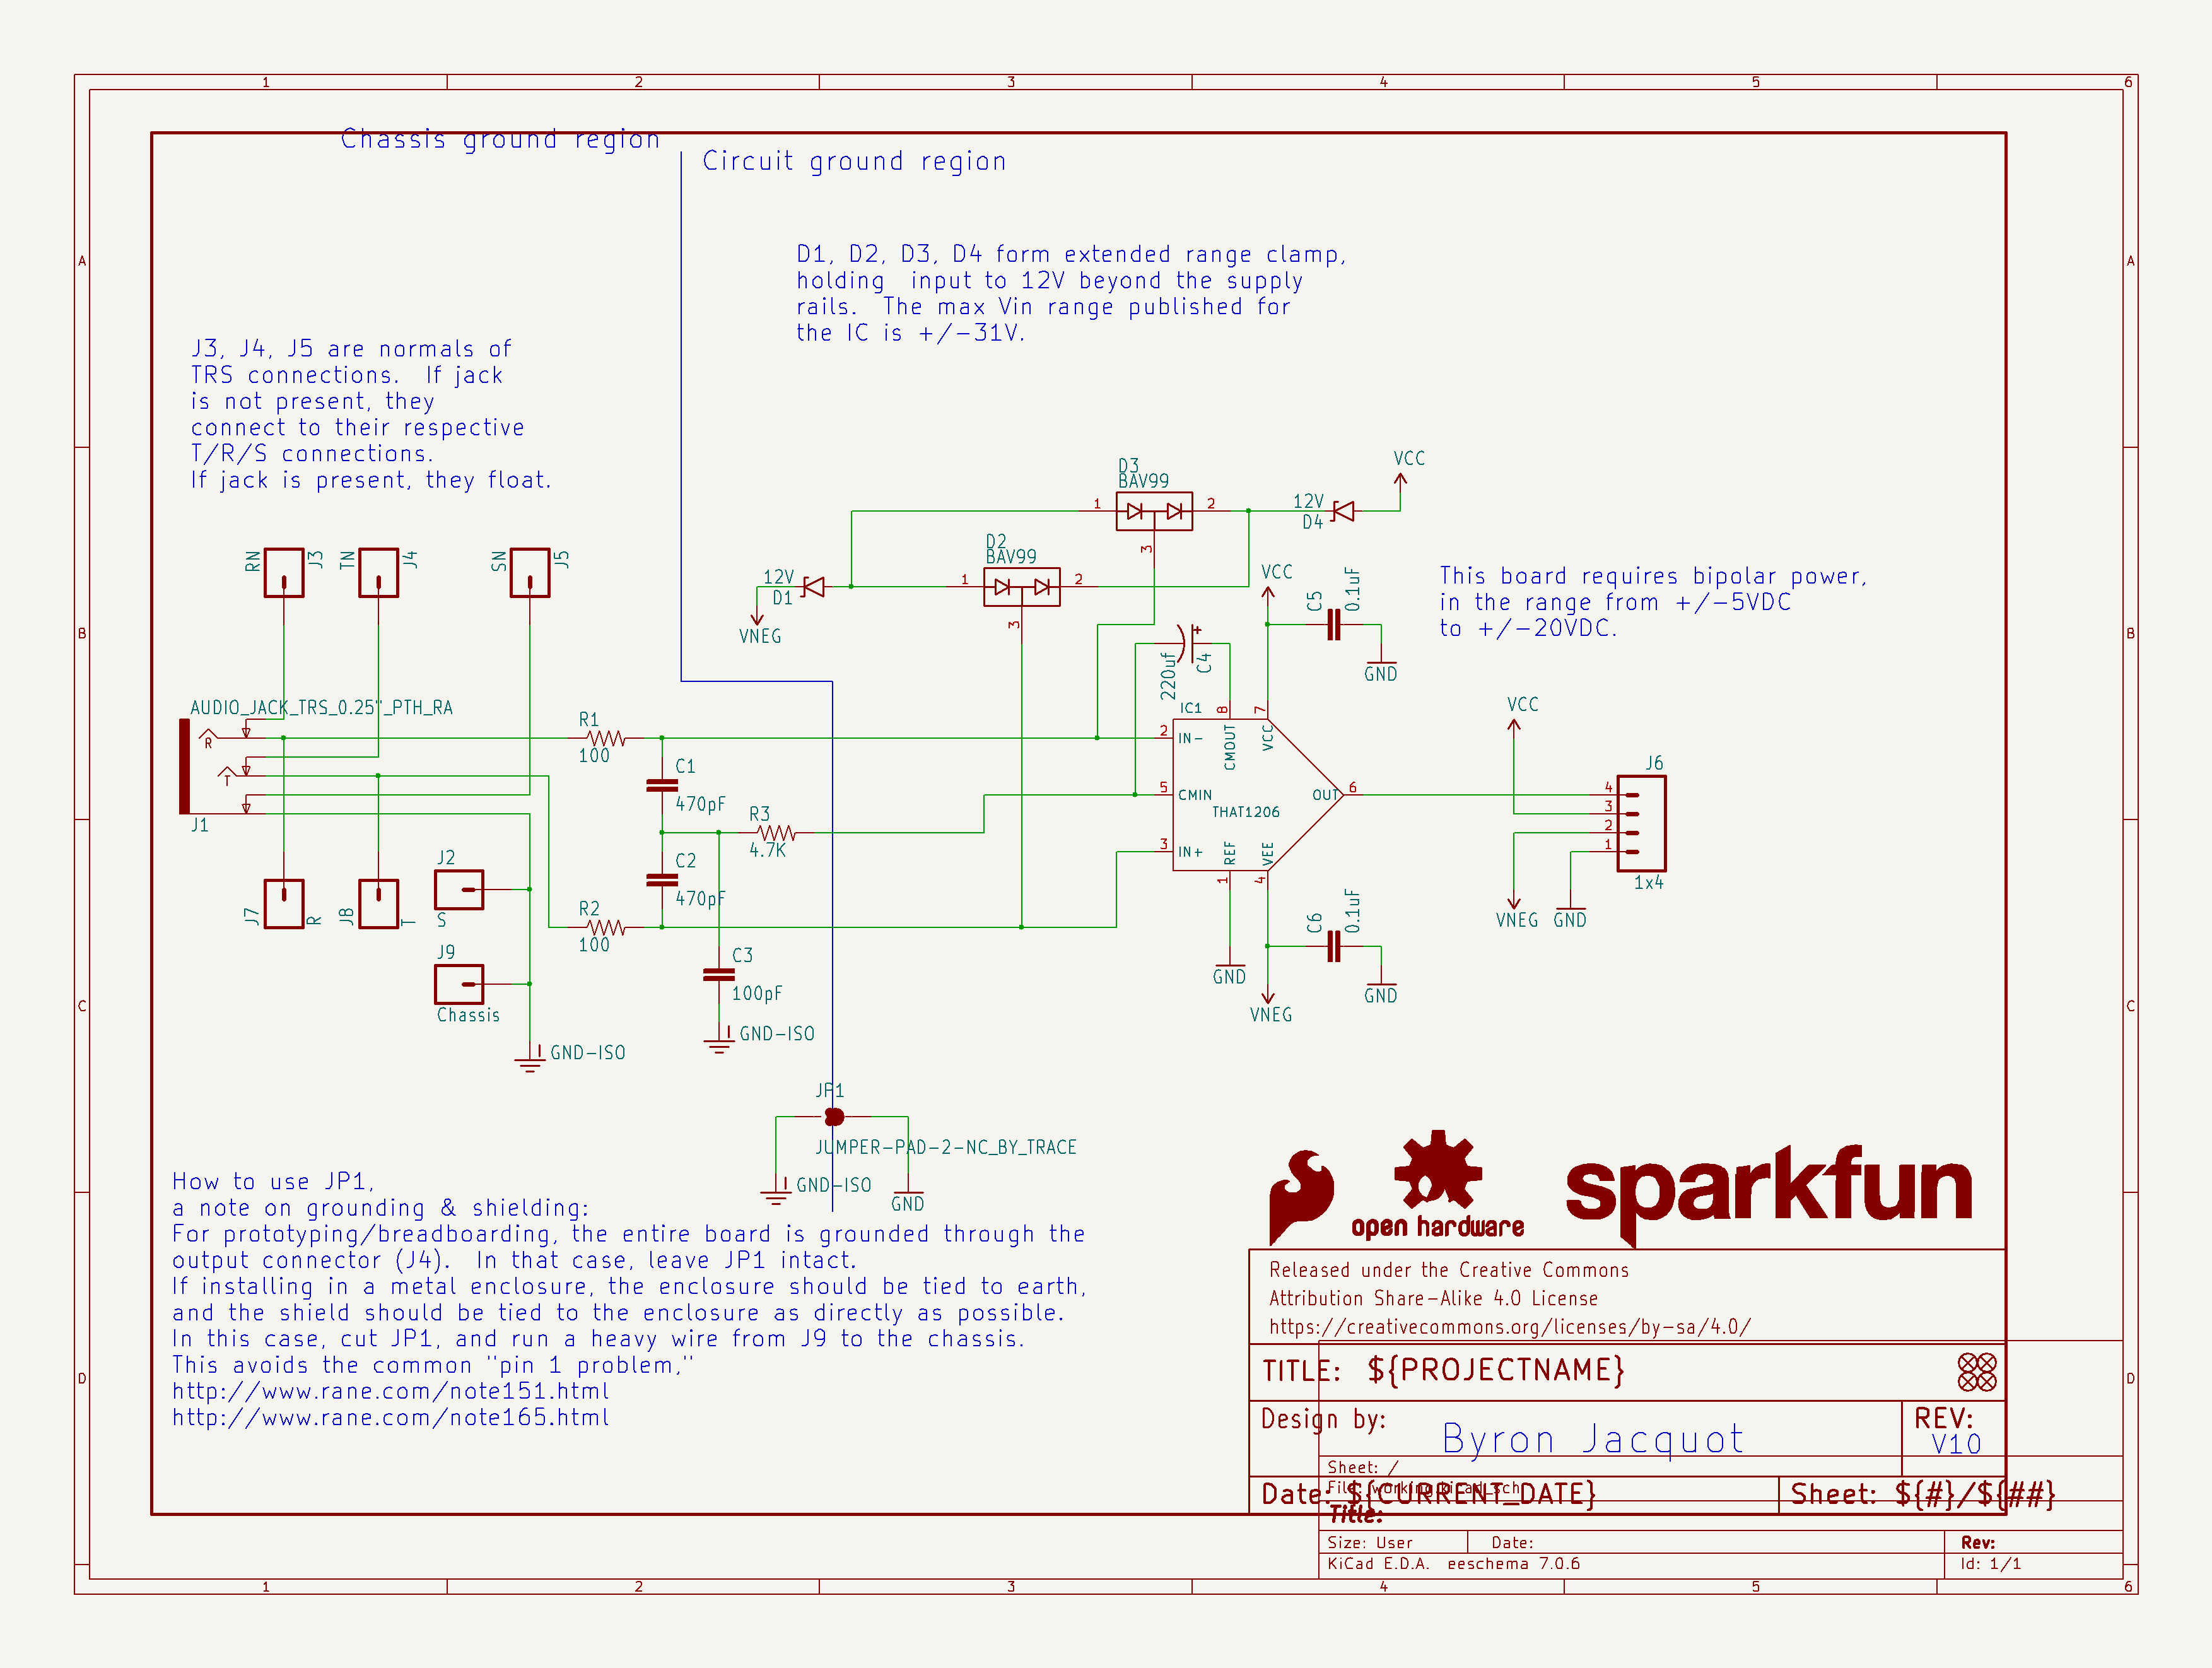 1 2 3 4 5 6
Chassis ground region
Circuit ground region
A A
D1, D2, D3, D4 form extended range clamp,
holding  input to 12V beyond the supply
rails.  The max Vin range published for
the IC is +/-31V.
J3, J4, J5 are normals of
TRS connections.  If jack
is not present, they
connect to their respective
T/R/S connections.
If jack is present, they float.
D3
BAV99
1 2
3
12V
D4
VCC
D2
BAV99
1 2
3
12V
D1
VNEG
RN
J3
TN
J4
SN
J5
VCC
C5
0.1uF
GND
This board requires bipolar power,
in the range from +/-5VDC
to +/-20VDC.
B B
+
220uf
C4
AUDIO_JACK_TRS_0.25"_PTH_RA
R
T
J1
R1
100
C1
470pF
R3
4.7K
C2
470pF
R2
100
IC1
8
7
2 IN-
CMOUT
VCC
5 CMIN
THAT1206
OUT 6
3 IN+
REF
VEE
1
4
VCC
J6
4
3
2
1
1x4
VNEG GND
J2
S
J7
R
J8
T
J9
Chassis
C3
100pF
GND-ISO
GND-ISO
GND
C6
0.1uF
GND
VNEG
C C
JP1
JUMPER-PAD-2-NC_BY_TRACE
GND-ISO
GND
How to use JP1,
a note on grounding & shielding:
For prototyping/breadboarding, the entire board is grounded through the
output connector (J4).  In that case, leave JP1 intact.
If installing in a metal enclosure, the enclosure should be tied to earth,
and the shield should be tied to the enclosure as directly as possible.
In this case, cut JP1, and run a heavy wire from J9 to the chassis.
This avoids the common "pin 1 problem,"
http://www.rane.com/note151.html
http://www.rane.com/note165.html
open hardware
sparkfun
Released under the Creative Commons
Attribution Share-Alike 4.0 License
https://creativecommons.org/licenses/by-sa/4.0/
D D
TITLE: ${PROJECTNAME}
Design by: Byron Jacquot
REV:
V10
Sheet: /
File: working.kicad_sch
Date: ${CURRENT_DATE}
Sheet: ${#}/${##}
Title:
Size: User Date: Rev:
KiCad E.D.A.  eeschema 7.0.6 Id: 1/1
1 2 3 4 5 6